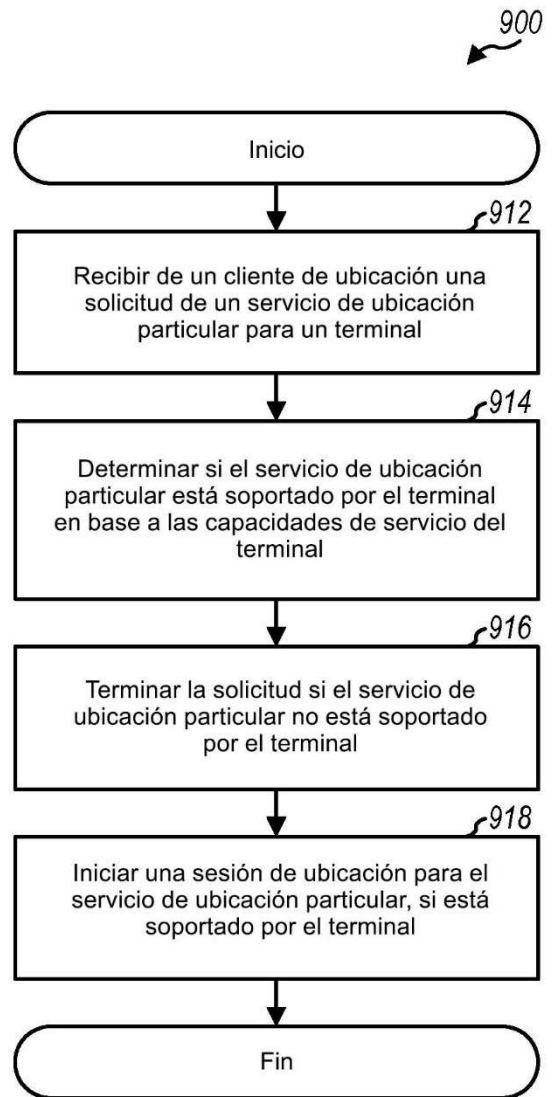 900
Inicio
912
Recibir de un cliente de ubicación una
solicitud de un servicio de ubicación
particular para un terminal
914
Determinar si el servicio de ubicación
particular está soportado por el terminal
en base a las capacidades de servicio del
terminal
916
Terminar la solicitud si el servicio de
ubicación particular no está soportado
por el terminal
918
Iniciar una sesión de ubicación para el
servicio de ubicación particular, si está
soportado por el terminal
Fin